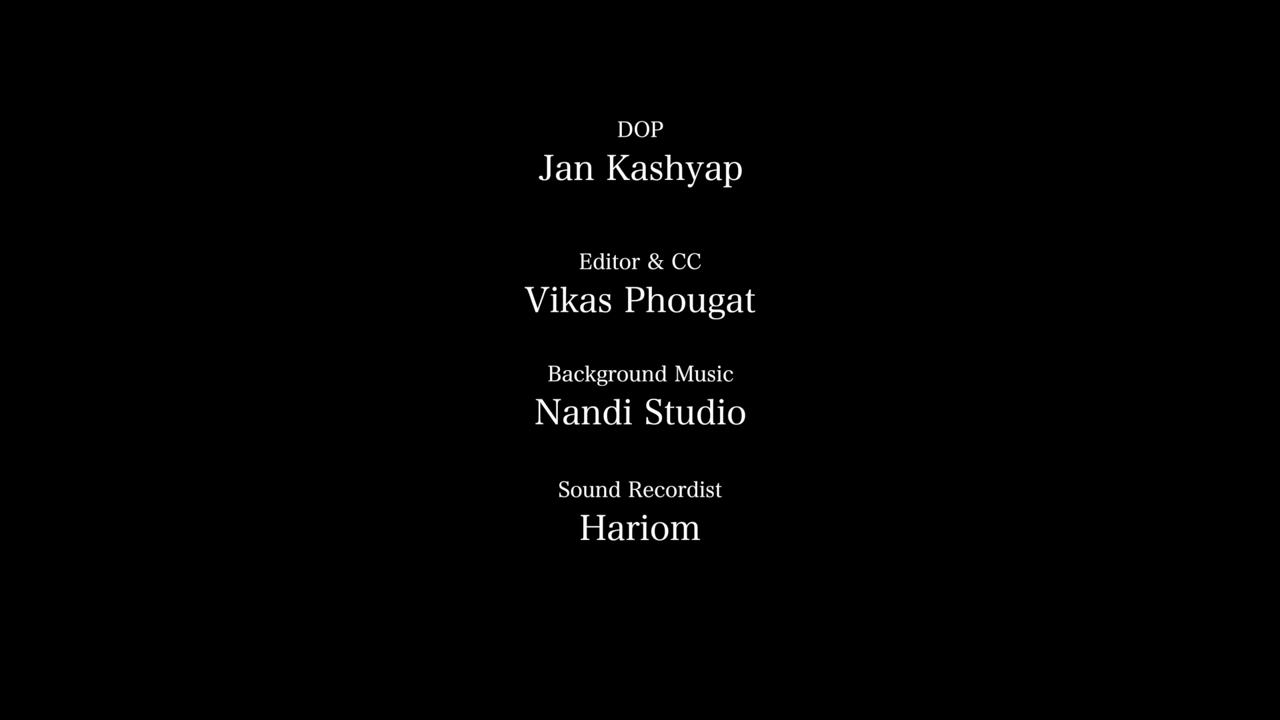 DOP
Jan Kashyap
Editor & CC
Vikas Phougat
Background Music
Nandi Studio
Sound Recordist
Hariom